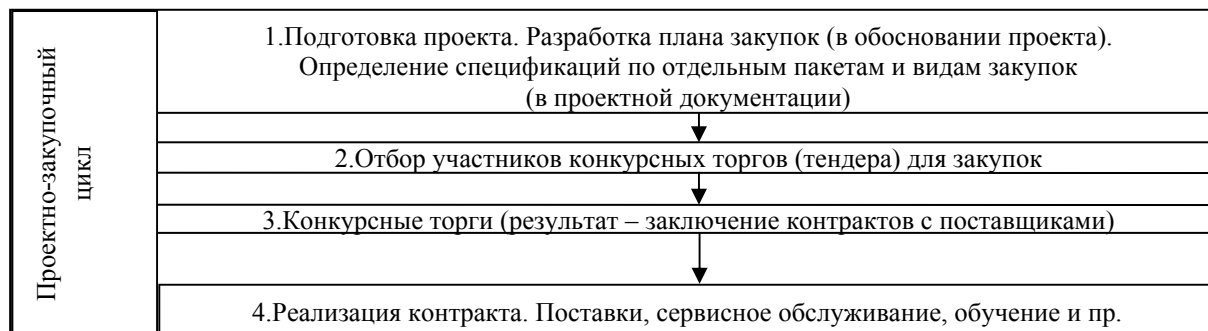 Проектно-закупочный
цикл
1.Подготовка проекта. Разработка плана закупок (в обосновании проекта).
Определение спецификаций по отдельным пакетам и видам закупок
(в проектной документации)
2.Отбор участников конкурсных торгов (тендера) для закупок
3.Конкурсные торги (результат – заключение контрактов с поставщиками)
4.Реализация контракта. Поставки, сервисное обслуживание, обучение и пр.